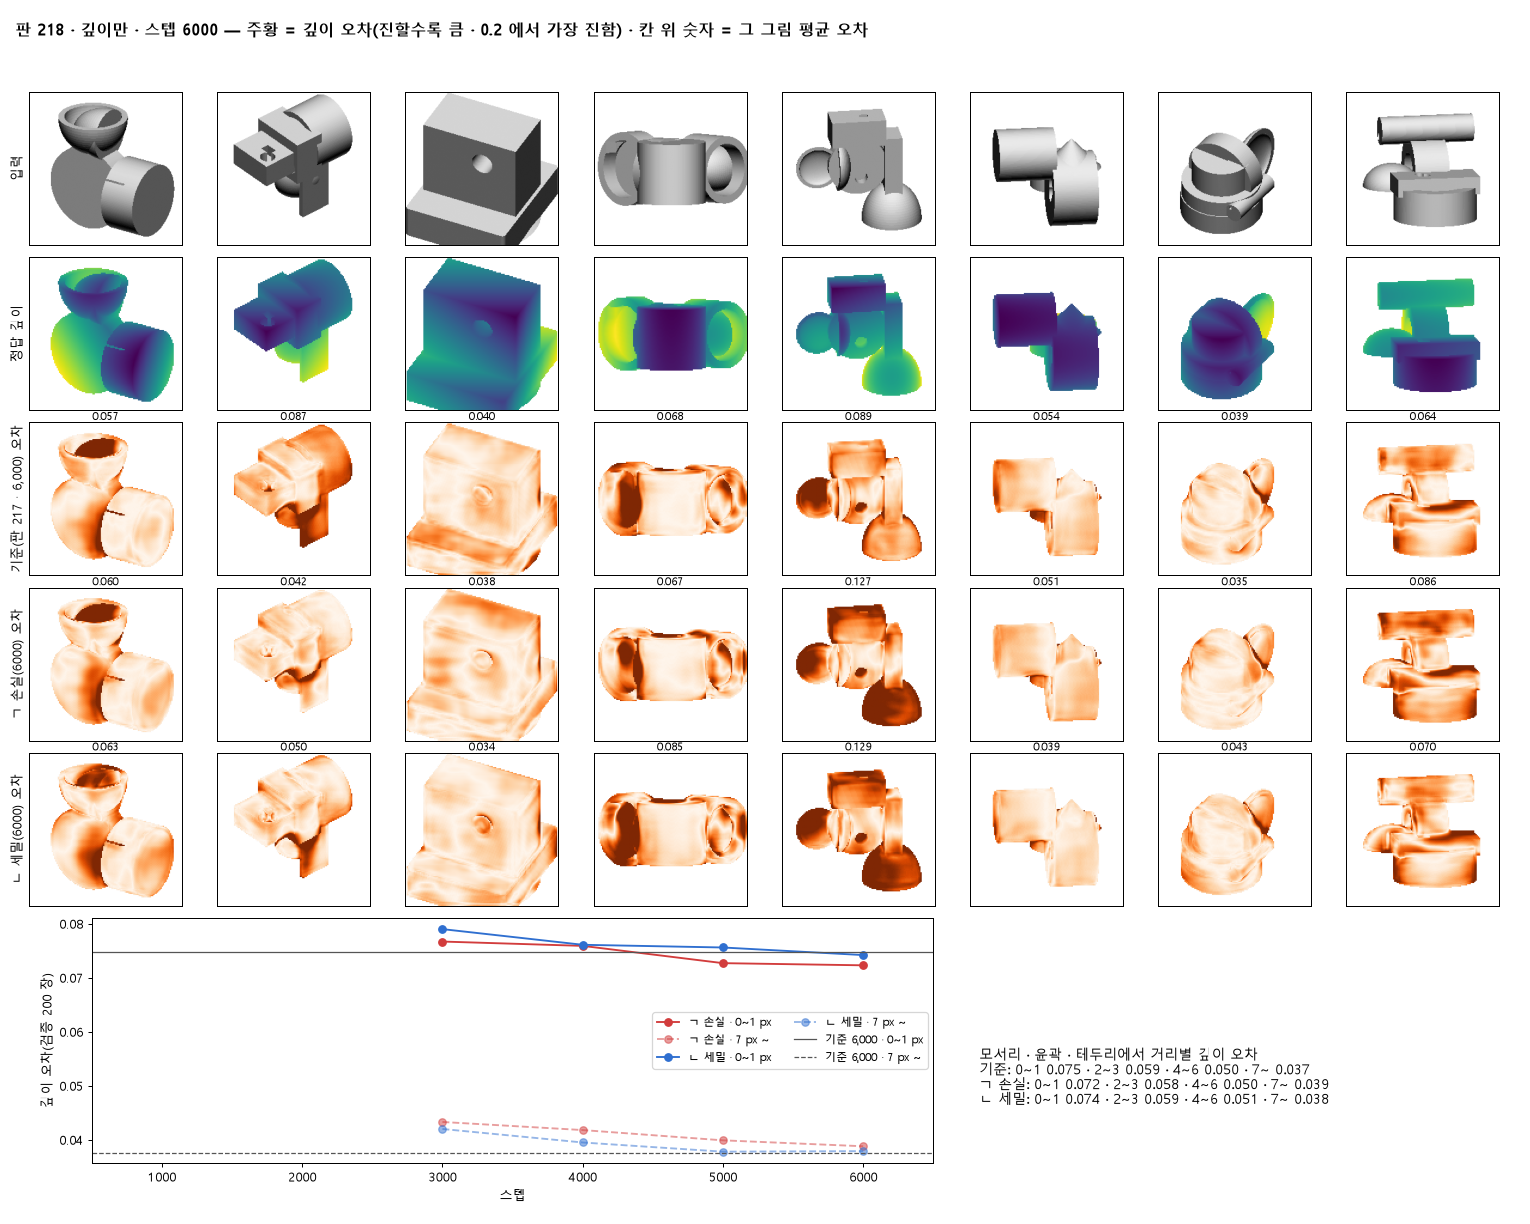 판 218 · 깊이만 · 스텝 6000 — 주황 = 깊이 오차(진할수록 큼 · 0.2 에서 가장 진함) · 칸 위 숫자 = 그 그림 평균 오차
입력
정답 깊이
0.057 0.087 0.040 0.068 0.089 0.054 0.039 0.064
기준(판 217 · 6,000) 오차
0.060 0.042 0.038 0.067 0.127 0.051 0.035 0.086
ㄱ 손실(6000) 오차
0.063 0.050 0.034 0.085 0.129 0.039 0.043 0.070
ㄴ 세밀(6000) 오차
깊이 오차(검증 200 장)
0.08
0.07
0.06
0.05
0.04
1000 2000 3000 4000 5000 6000
스텝
ㄱ 손실 · 0~1 px
ㄱ 손실 · 7 px ~
ㄴ 세밀 · 0~1 px
ㄴ 세밀 · 7 px ~
기준 6,000 · 0~1 px
기준 6,000 · 7 px ~
모서리 · 윤곽 · 테두리에서 거리별 깊이 오차
기준: 0~1 0.075 · 2~3 0.059 · 4~6 0.050 · 7~ 0.037
ㄱ 손실: 0~1 0.072 · 2~3 0.058 · 4~6 0.050 · 7~ 0.039
ㄴ 세밀: 0~1 0.074 · 2~3 0.059 · 4~6 0.051 · 7~ 0.038